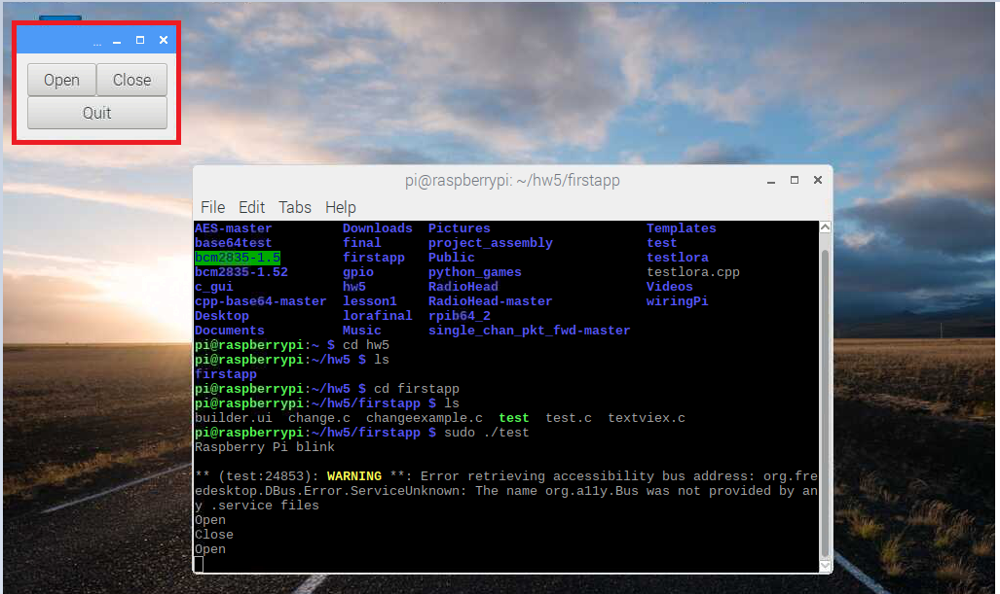 ...
Open Close
Quit
pi@raspberrypi: ~/hw5/firstapp
File Edit Tabs Help
AES-master Downloads Pictures Templates
base64test final project_assembly test
bcm2835-1.5 firstapp Public testlora
bcm2835-1.52 gpio python_games testlora.cpp
c_gui hw5 RadioHead Videos
cpp-base64-master lesson1 RadioHead-master wiringPi
Desktop lorafinal rpib64_2
Documents Music single_chan_pkt_fwd-master
pi@raspberrypi:~ $ cd hw5
pi@raspberrypi:~/hw5 $ ls
firstapp
pi@raspberrypi:~/hw5 $ cd firstapp
pi@raspberrypi:~/hw5/firstapp $ ls
builder.ui change.c changeexample.c test test.c textviex.c
pi@raspberrypi:~/hw5/firstapp $ sudo ./test
Raspberry Pi blink
** (test:24853): WARNING **: Error retrieving accessibility bus address: org.fre
edesktop.DBus.Error.ServiceUnknown: The name org.a11y.Bus was not provided by an
y .service files
Open
Close
Open